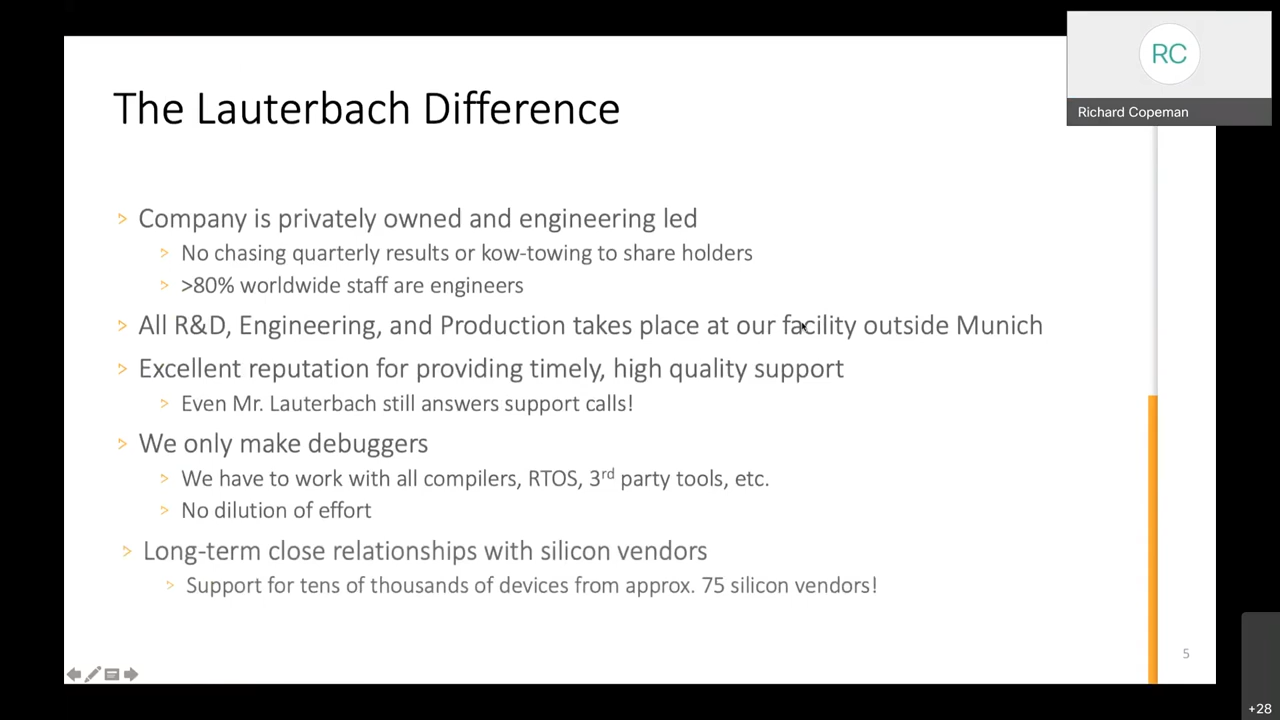 RC
Richard Copeman
The Lauterbach Difference
Company is privately owned and engineering led
No chasing quarterly results or kow-towing to share holders
>80% worldwide staff are engineers
All R&D, Engineering, and Production takes place at our facility outside Munich
Excellent reputation for providing timely, high quality support
Even Mr. Lauterbach still answers support calls!
We only make debuggers
We have to work with all compilers, RTOS, 3rd party tools, etc.
No dilution of effort
Long-term close relationships with silicon vendors
Support for tens of thousands of devices from approx. 75 silicon vendors!
5
+28